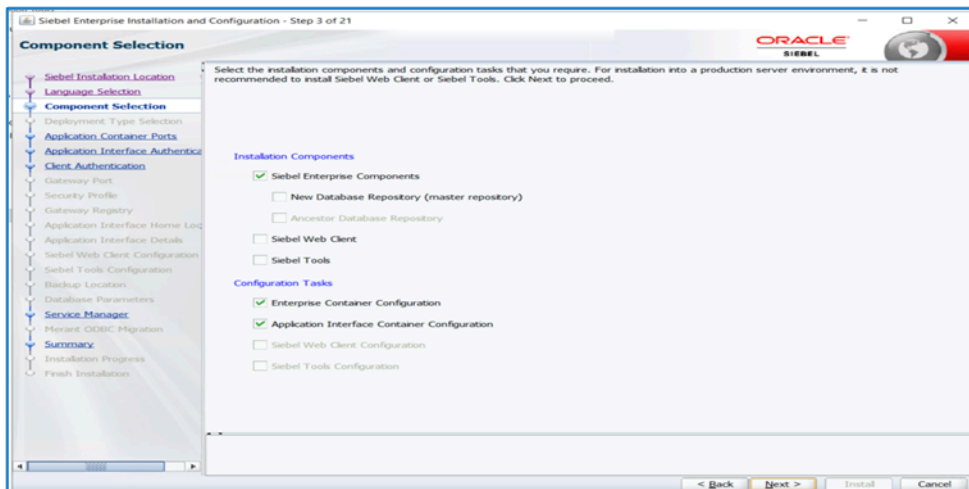 Siebel Enterprise Installation and Configuration - Step 3 of 21
Component Selection
ORACLE
SIEBEL
Siebel Installation Location
Language Selection
Component Selection
Deployment Type Selection
Application Container Ports
Application Interface Authentica
Client Authentication
Gateway Port
Security Profile
Gateway Registry
Application Interface Home Loc
Application Interface Details
Siebel Web Client Configuration
Siebel Tools Configuration
Backup Location
Database Parameters
Service Manager
Merant ODBC Migration
Summary
Installation Progress
Finish Installation
Select the installation components and configuration tasks that you require. For installation into a production server environment, it is not
recommended to install Siebel Web Client or Siebel Tools. Click Next to proceed.
Installation Components
Siebel Enterprise Components
New Database Repository (master repository)
Ancestor Database Repository
Siebel Web Client
Siebel Tools
Configuration Tasks
Enterprise Container Configuration
Application Interface Container Configuration
Siebel Web Client Configuration
Siebel Tools Configuration
< Back Next > Install Cancel